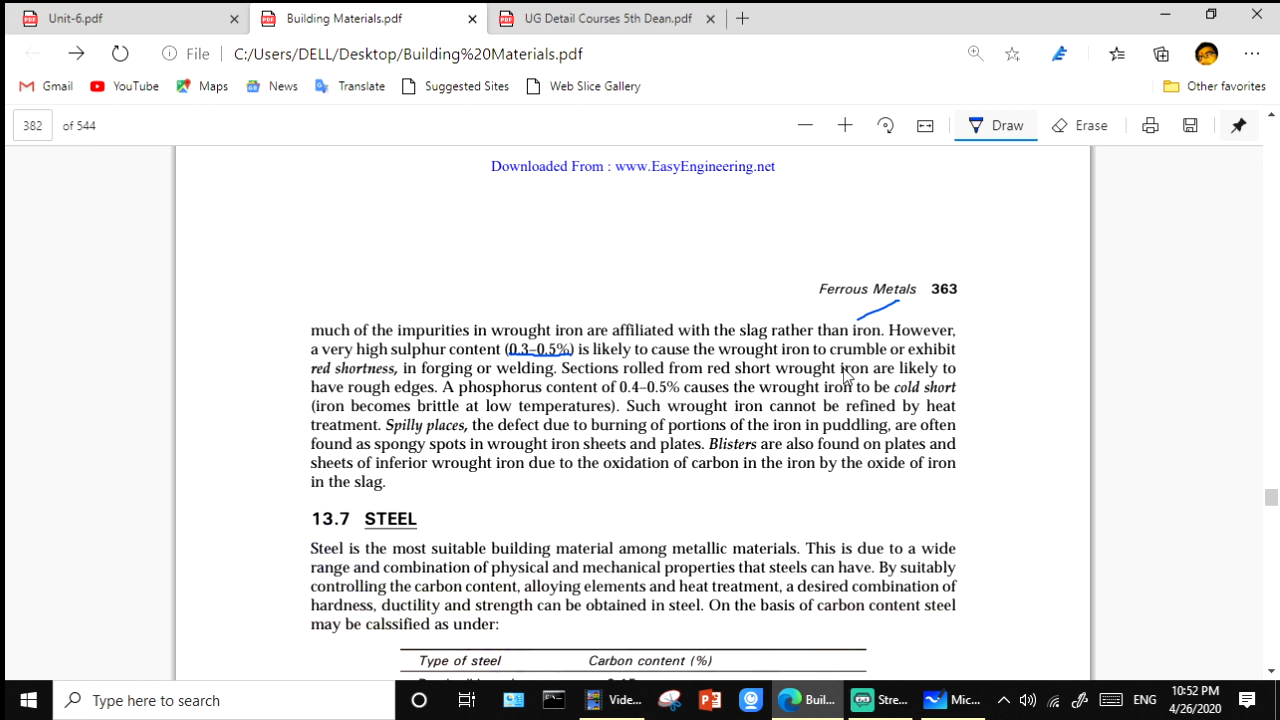 Unit-6.pdf
Building Materials.pdf
UG Detail Courses 5th Dean.pdf
File
C:/Users/DELL/Desktop/Building%20Materials.pdf
Gmail
YouTube
Maps
News
Translate
Suggested Sites
Web Slice Gallery
Other favorites
382 of 544
Draw
Erase
Downloaded From : www.EasyEngineering.net
Ferrous Metals 363
much of the impurities in wrought iron are affiliated with the slag rather than iron. However,
a very high sulphur content (0.3–0.5%) is likely to cause the wrought iron to crumble or exhibit
red shortness, in forging or welding. Sections rolled from red short wrought iron are likely to
have rough edges. A phosphorus content of 0.4–0.5% causes the wrought iron to be cold short
(iron becomes brittle at low temperatures). Such wrought iron cannot be refined by heat
treatment. Spilly places, the defect due to burning of portions of the iron in puddling, are often
found as spongy spots in wrought iron sheets and plates. Blisters are also found on plates and
sheets of inferior wrought iron due to the oxidation of carbon in the iron by the oxide of iron
in the slag.
13.7 STEEL
Steel is the most suitable building material among metallic materials. This is due to a wide
range and combination of physical and mechanical properties that steels can have. By suitably
controlling the carbon content, alloying elements and heat treatment, a desired combination of
hardness, ductility and strength can be obtained in steel. On the basis of carbon content steel
may be calssified as under:
Type of steel Carbon content (%)
Type here to search
Vide...
Buil...
Stre...
Mic...
ENG
10:52 PM
4/26/2020